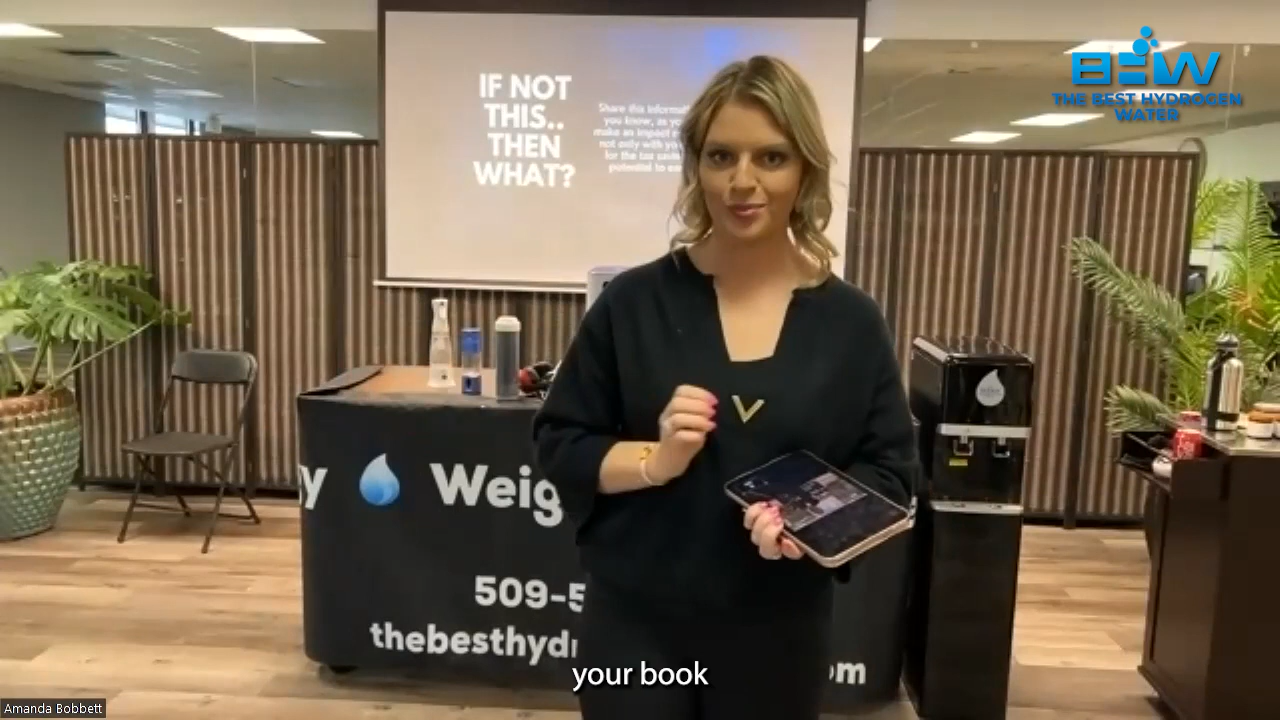 IF NOT
THIS..
THEN
WHAT?
Share this informat
you know, as yo
make an impact
not only with yo
for the tax savi
potential to ea
BHW
THE BEST HYDROGEN
WATER
y Weig
509-5
thebesthydr
om
your book
Amanda Bobbett